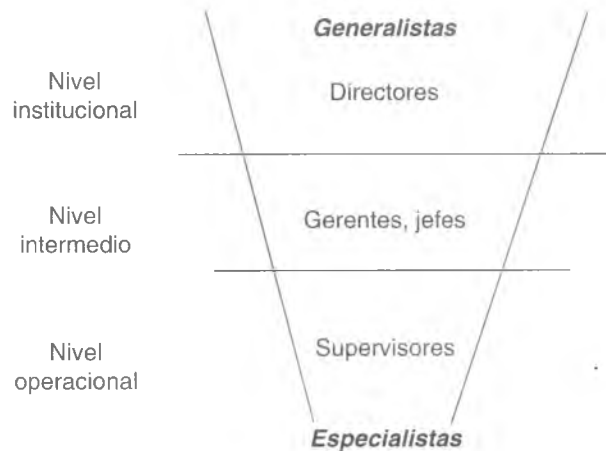 Generalistas
Nivel
institucional
Directores
Nivel
intermedio
Gerentes, jefes
Nivel
operacional
Supervisores
Especialistas